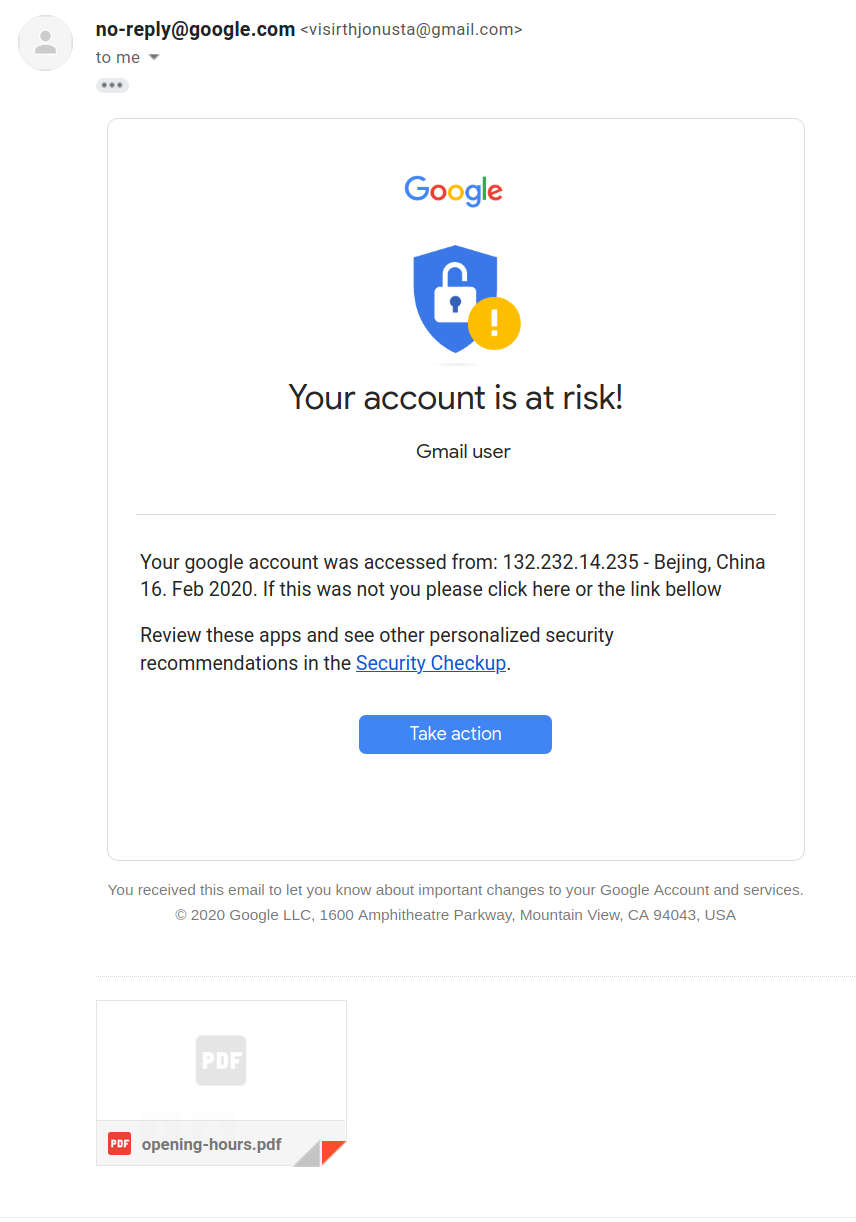 no-reply@google.com <visirthjonusta@gmail.com>
to me
Google
Your account is at risk!
Gmail user
Your google account was accessed from: 132.232.14.235 - Bejing, China
16. Feb 2020. If this was not you please click here or the link bellow
Review these apps and see other personalized security
recommendations in the Security Checkup.
Take action
You received this email to let you know about important changes to your Google Account and services.
© 2020 Google LLC, 1600 Amphitheatre Parkway, Mountain View, CA 94043, USA
PDF
PDF opening-hours.pdf